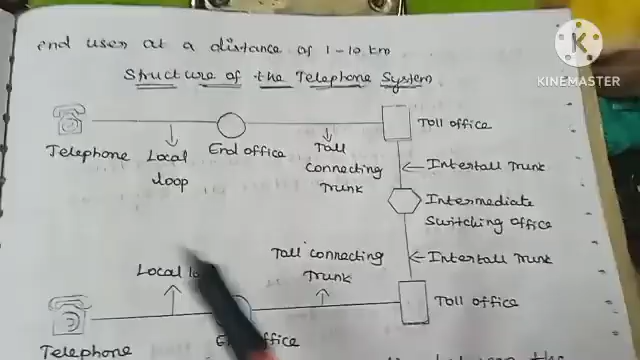 end user at a distance of 1-10 km
Structure of the Telephone System
KINEMASTER
Telephone
Local
loop
End office
Toll
connecting
Trunk
Toll office
Intertoll Trunk
Intermediate
Switching office
Intertoll Trunk
Local
Toll connecting
Trunk
Toll office
office
Telephone
the